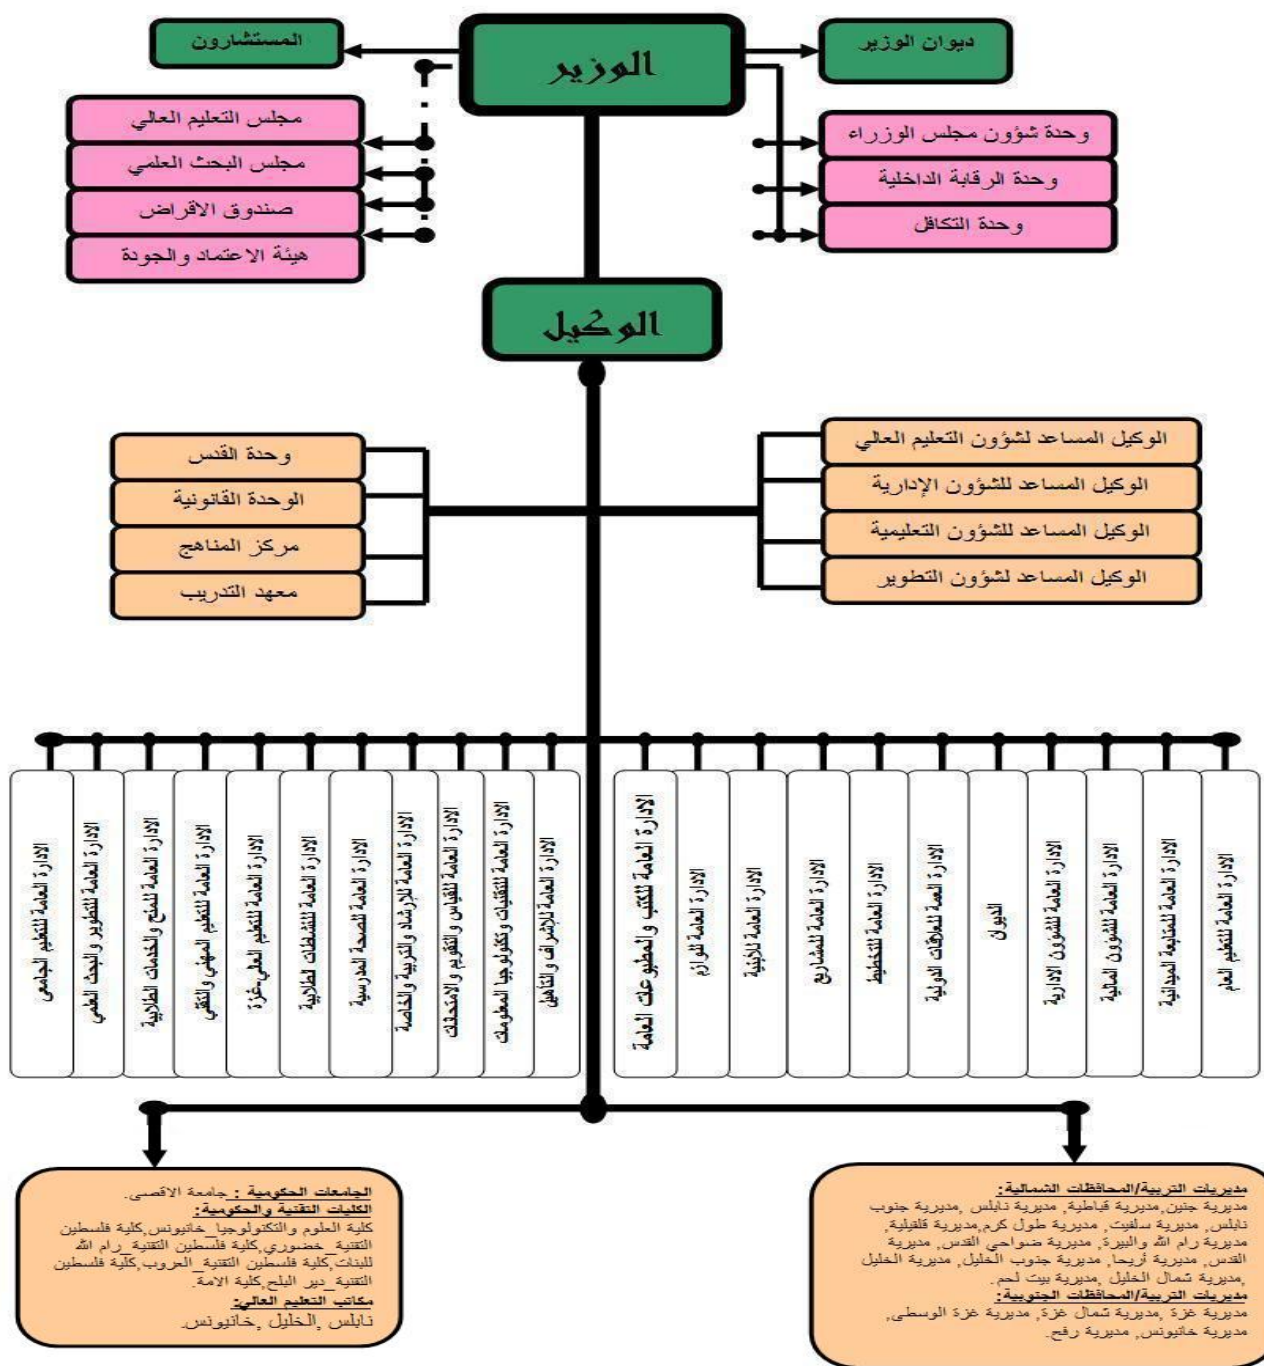 ديوان الوزير
الوزير
المستشارون
وحدة شؤون مجلس الوزراء
وحدة الرقابة الداخلية
وحدة التكافل
مجلس التعليم العالي
مجلس البحث العلمي
صندوق الاقراض
هيئة الاعتماد والجودة
الوكيل
الوكيل المساعد لشؤون التعليم العالي
الوكيل المساعد للشؤون الإدارية
الوكيل المساعد للشؤون التعليمية
الوكيل المساعد لشؤون التطوير
وحدة القدس
الوحدة القانونية
مركز المناهج
معهد التدريب
الادارة العامة للتعليم العام
الادارة العامة للمتابعة الميدانية
الادارة العامة للشؤون المالية
الادارة العامة للشؤون الادارية
الديوان
الادارة العمة للعلاقات الدولية
الادارة العامة للتخطيط
الادارة العامة للمشاريع
الادارة العامة للابنية
الادارة العامة للوازم
الادارة العامة للكتب والمطبوعات العامة
الادارة العامة للإشراف والتاهيل
الادارة العامة للتقنيات وتكنولوجيا المعلومات
الادارة العامة للقياس والتقويم والامتحانات
الادارة العامة للإرشاد والتربية والخاصة
الادارة العامة للصحة المدرسية
الادارة العامة للنشطات لطلابية
الادارة العامة للتعليم العلي-غزة
الادارة العامة للتعليم المهني والتقني
الادارة العامة للمنح والخدمات الطلابية
الادارة العامة للتطوير والبحث العلمي
الادارة العامة للتعليم الجامعي
مديريات التربية/المحافظات الشمالية:
مديرية جنين,مديرية قباطية, مديرية نابلس ,مديرية جنوب
نابلس, مديرية سلفيت, مديرية طول كرم,مديرية قلقيلية,
مديرية رام الله والبيرة, مديرية ضواحي القدس, مديرية
القدس, مديرية أريحا, مديرية جنوب الخليل, مديرية الخليل
,مديرية شمال الخليل ,مديرية بيت لحم.
مديريات التربية/المحافظات الجنوبية:
مديرية غزة ,مديرية شمال غزة, مديرية غزة الوسطى,
مديرية خانيونس, مديرية رفح.
الجامعات الحكومية : جامعة الاقصى.
الكليات التقنية والحكومية:
كلية العلوم والتكنولوجيا_خانيونس,كلية فلسطين
التقنية_خضوري,كلية فلسطين التقنية_رام الله
للبنات,كلية فلسطين التقنية_العروب,كلية فلسطين
التقنية_دير البلح,كلية الامة.
مكاتب التعليم العالي:
نابلس ,الخليل ,خانيونس.